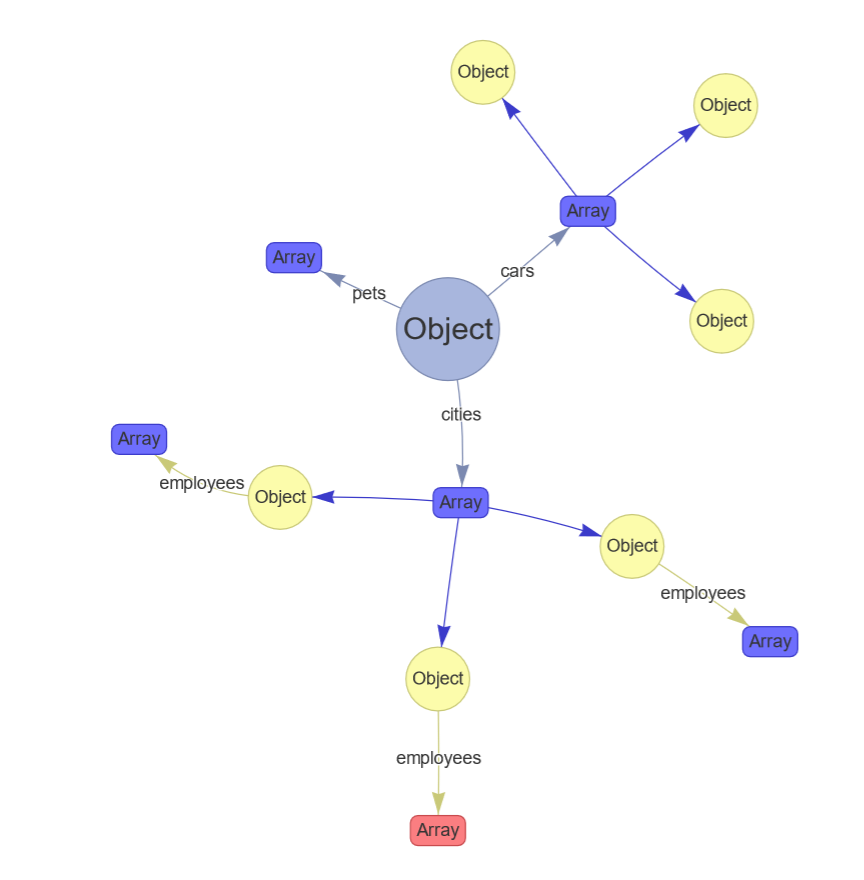 Object
Object
Array
Array
cars
pets
Object
Object
cities
Array
employees
Object
Array
Object
employees
Array
Object
employees
Array